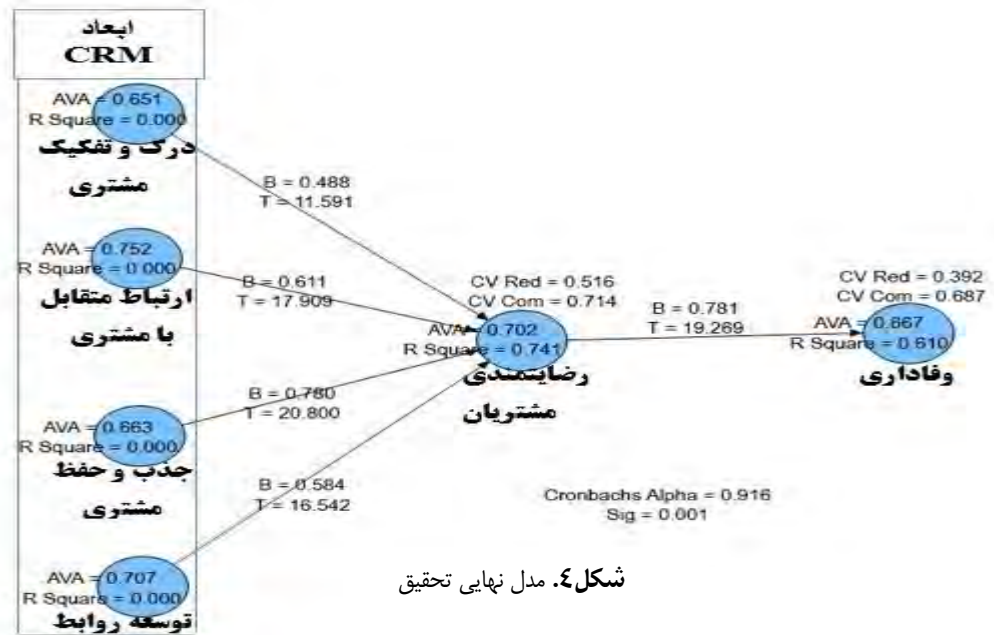 ابعاد
CRM
AVA = 0.651
R Square = 0.000
درک و تفکیک
مشتری
B = 0.488
T = 11.591
AVA = 0.752
R Square = 0.000
ارتباط متقابل
با مشتری
B = 0.611
T = 17.909
CV Red = 0.516
CV Com = 0.714
AVA = 0.702
R Square = 0.741
رضایتمندی
مشتریان
B = 0.781
T = 19.269
CV Red = 0.392
CV Com = 0.687
AVA = 0.667
R Square = 0.610
وفاداری
AVA = 0.663
R Square = 0.000
جذب و حفظ
مشتری
B = 0.780
T = 20.800
B = 0.584
T = 16.542
Cronbachs Alpha = 0.916
Sig = 0.001
AVA = 0.707
R Square = 0.000
توسعه روابط
شکل٤. مدل نهایی تحقیق